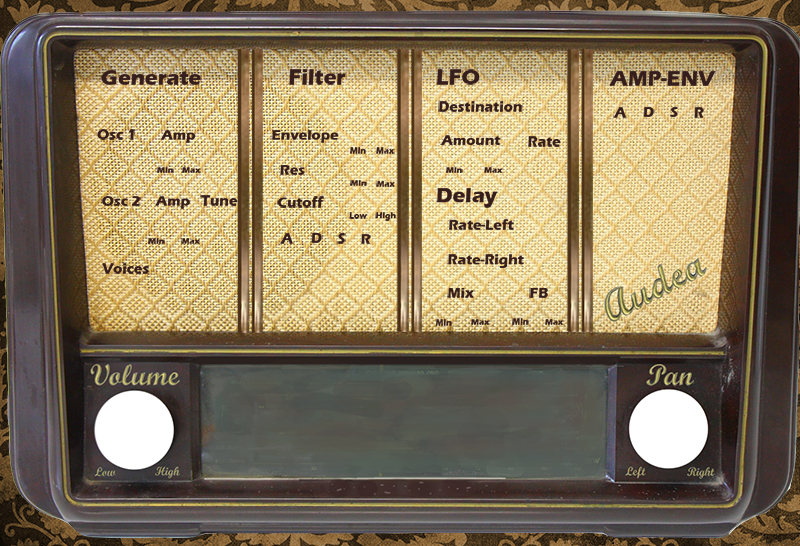 Generate
Osc 1 Amp
Min Max
Osc 2 Amp Tune
Min Max
Voices
Filter
Envelope
Min Max
Res
Min Max
Cutoff
Low High
A D S R
LFO
Destination
Amount Rate
Min Max
Delay
Rate-Left
Rate-Right
Mix FB
Min Max Min Max
AMP-ENV
A D S R
Audea
Volume
Low High
Pan
Left Right